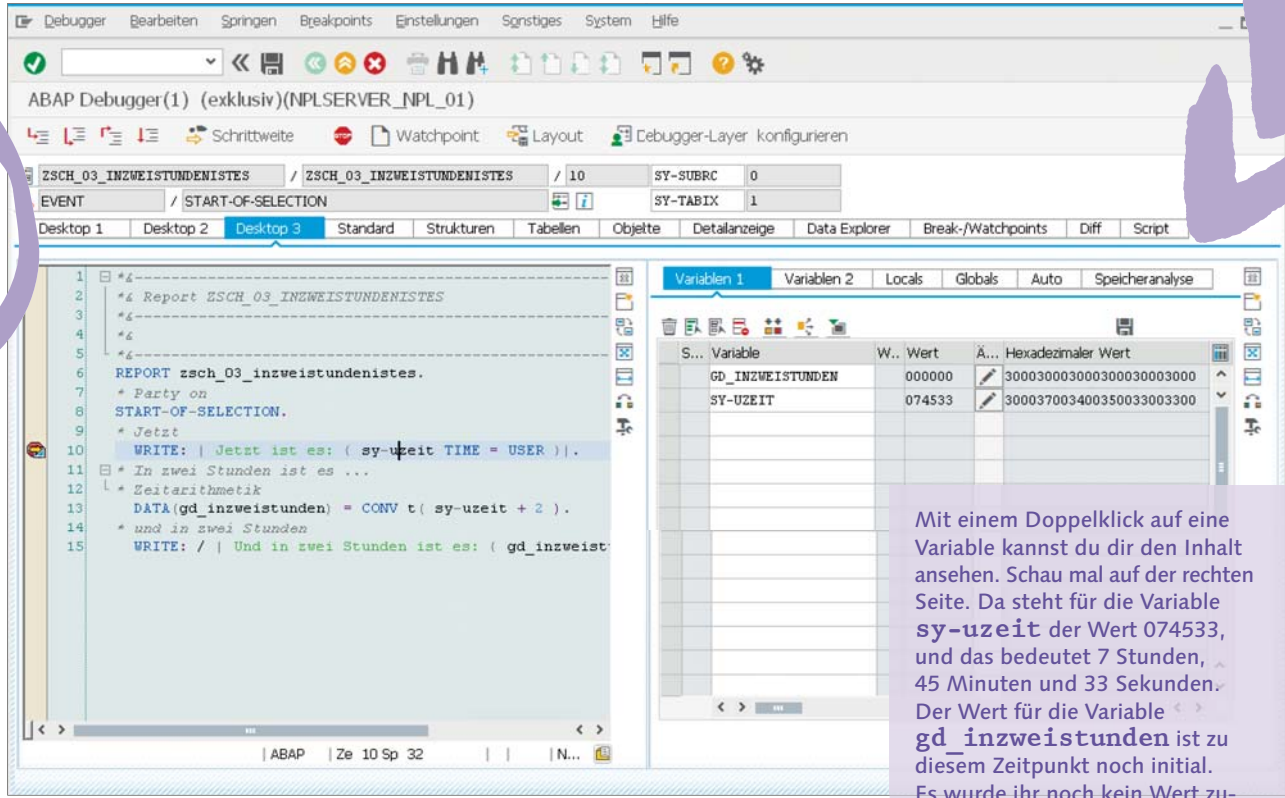 Debugger Bearbeiten Springen Breakpoints Einstellungen Sonstiges System Hilfe
ABAP Debugger(1) (exklusiv)(NPLSERVER_NPL_01)
Schrittweite Watchpoint Layout Debugger-Layer konfigurieren
ZSCH_03_INZWEISTUNDENISTES / ZSCH_03_INZWEISTUNDENISTES / 10 SY-SUBRC 0
EVENT / START-OF-SELECTION SY-TABIX 1
Desktop 1 Desktop 2 Desktop 3 Standard Strukturen Tabellen Objekte Detailanzeige Data Explorer Break-/Watchpoints Diff Script
1 *&---------------------------------------------------------
2 *& Report ZSCH_03_INZWEISTUNDENISTES
3 *&---------------------------------------------------------
4 *&
5 *&---------------------------------------------------------
6 REPORT zsch_03_inzweistundenistes.
7 * Party on
8 START-OF-SELECTION.
9 * Jetzt
10 WRITE: | Jetzt ist es: ( sy-uzeit TIME = USER )|.
11 * In zwei Stunden ist es ...
12 * Zeitarithmetik
13 DATA(gd_inzweistunden) = CONV t( sy-uzeit + 2 ).
14 * und in zwei Stunden
15 WRITE: / | Und in zwei Stunden ist es: ( gd_inzweist
| ABAP | Ze 10 Sp 32 | | | N...
Variablen 1 Variablen 2 Locals Globals Auto Speicheranalyse
S... Variable W.. Wert Ä... Hexadezimaler Wert
GD_INZWEISTUNDEN 000000 300030003000300030003000
SY-UZEIT 074533 300037003400350033003300
Mit einem Doppelklick auf eine
Variable kannst du dir den Inhalt
ansehen. Schau mal auf der rechten
Seite. Da steht für die Variable
sy-uzeit der Wert 074533,
und das bedeutet 7 Stunden,
45 Minuten und 33 Sekunden.
Der Wert für die Variable
gd_inzweistunden ist zu
diesem Zeitpunkt noch initial.
Es wurde ihr noch kein Wert zu-